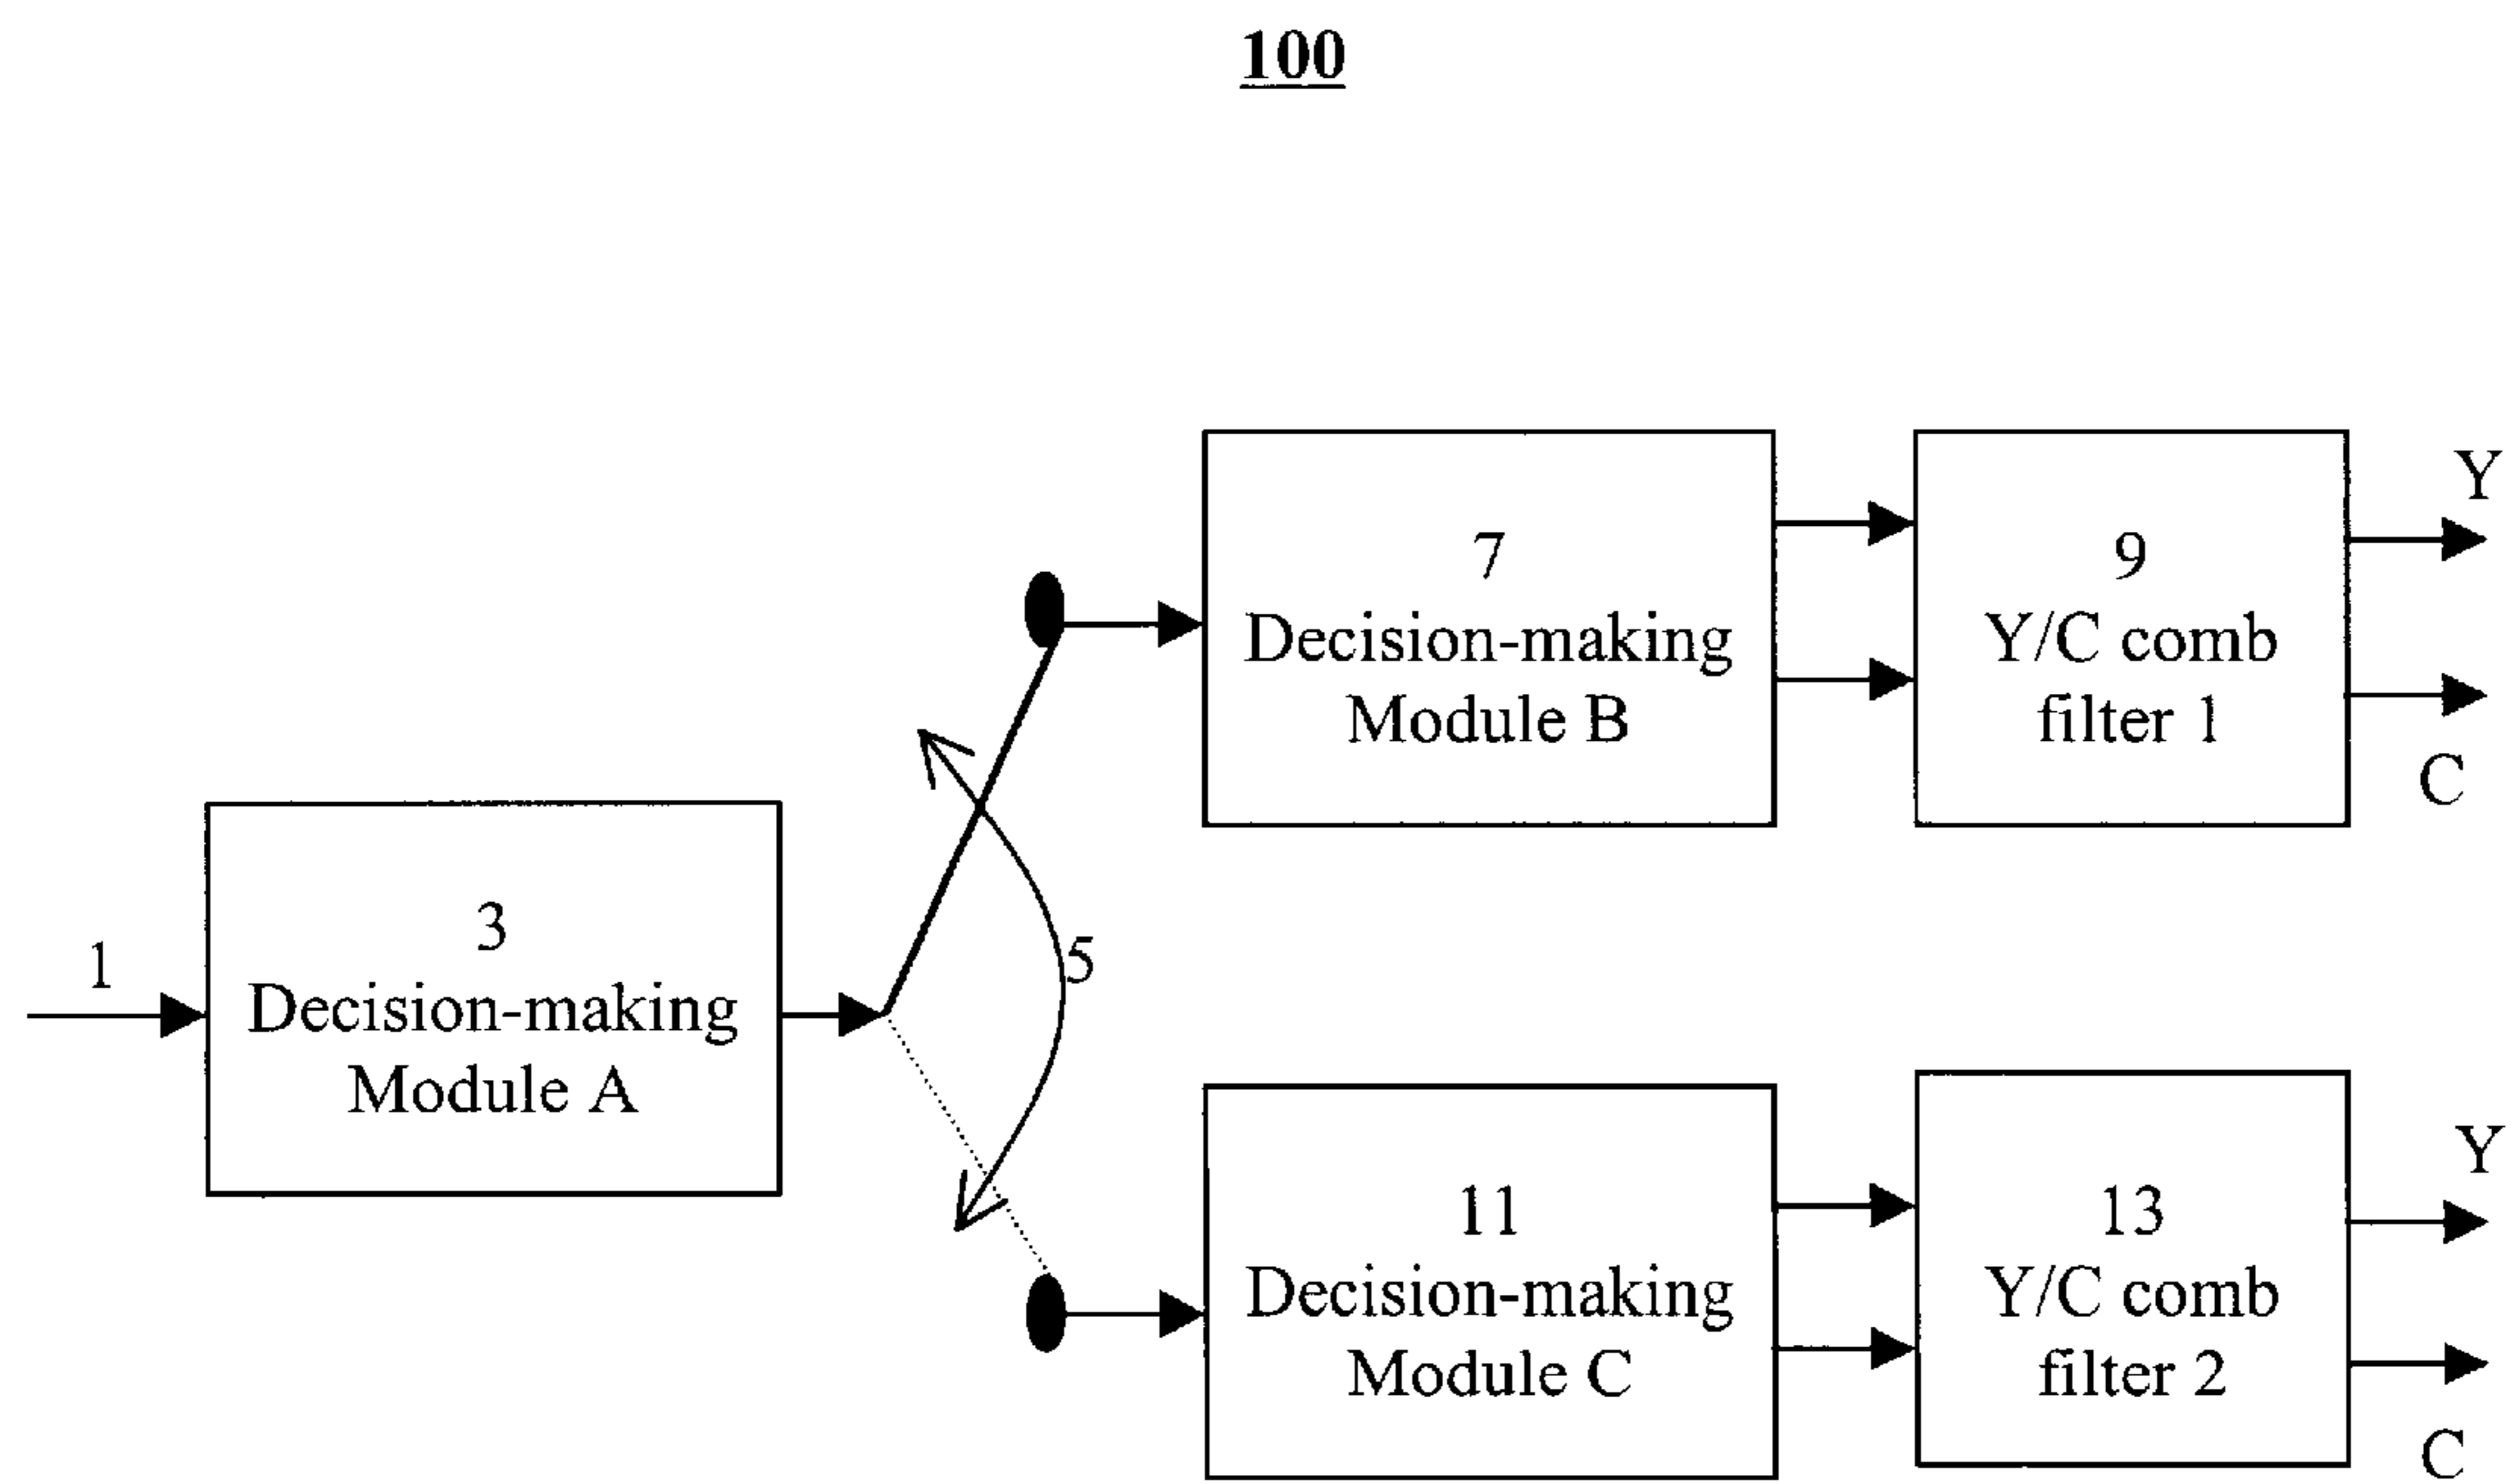 100
7
Decision-making
Module B
9
Y/C comb
filter 1
Y
C
1
3
Decision-making
Module A
5
11
Decision-making
Module C
13
Y/C comb
filter 2
Y
C